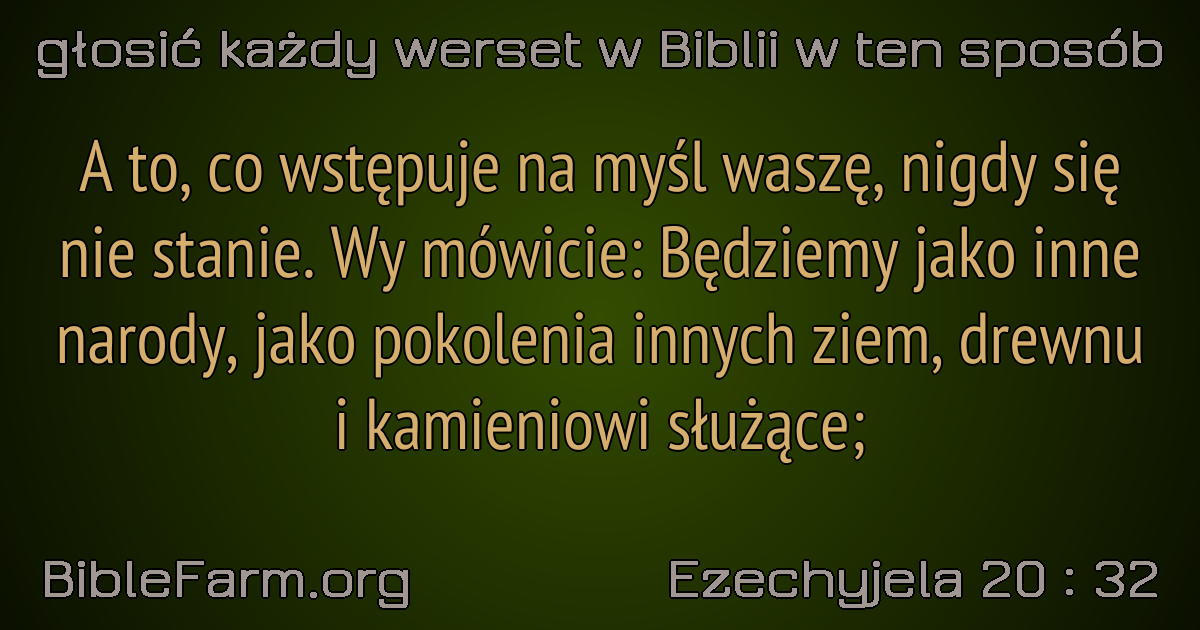 głosić każdy werset w Biblii w ten sposób
A to, co wstępuje na myśl waszę, nigdy się
nie stanie. Wy mówicie: Będziemy jako inne
narody, jako pokolenia innych ziem, drewnu
i kamieniowi służące;
BibleFarm.org
Ezechyjela 20 : 32